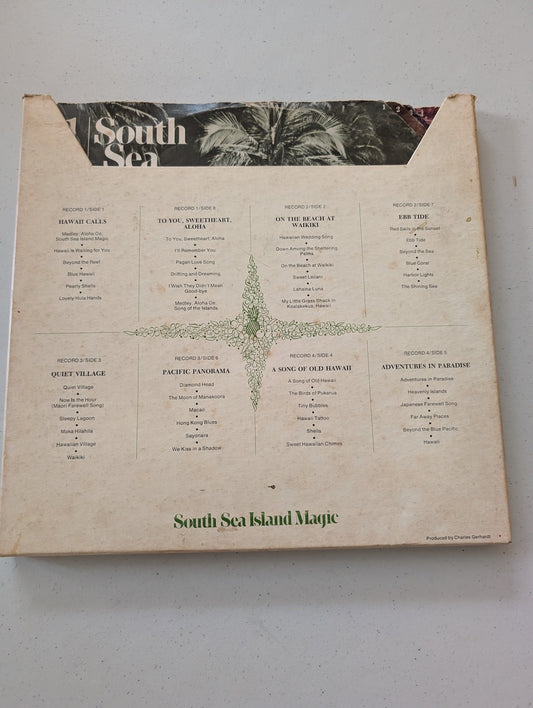 South
Sea
RECORD 1/SIDE 1
HAWAII CALLS
Medley: Aloha Oe;
South Sea Island Magic
Hawaii Is Waiting for You
Beyond the Reef
Blue Hawaii
Pearly Shells
Lovely Hula Hands
RECORD 1/SIDE 8
TO YOU, SWEETHEART,
ALOHA
To You, Sweetheart, Aloha
I'll Remember You
Pagan Love Song
Drifting and Dreaming
I Wish They Didn't Mean
Good-bye
Medley: Aloha Oe;
Song of the Islands
RECORD 2/SIDE 2
ON THE BEACH AT
WAIKIKI
Hawaiian Wedding Song
Down Among the Sheltering
Palms
On the Beach at Waikiki
Sweet Leilani
Lahaina Luna
My Little Grass Shack in
Kealakekua, Hawaii
RECORD 2/SIDE 7
EBB TIDE
Red Sails in the Sunset
Ebb Tide
Beyond the Sea
Blue Coral
Harbor Lights
The Shining Sea
RECORD 3/SIDE 3
QUIET VILLAGE
Quiet Village
Now Is the Hour
(Maori Farewell Song)
Sleepy Lagoon
Maka Hilahila
Hawaiian Village
Waikiki
RECORD 3/SIDE 6
PACIFIC PANORAMA
Diamond Head
The Moon of Manakoora
Macao
Hong Kong Blues
Sayonara
We Kiss in a Shadow
RECORD 4/SIDE 4
A SONG OF OLD HAWAII
A Song of Old Hawaii
The Birds of Pukarua
Tiny Bubbles
Hawaii Tattoo
Sheila
Sweet Hawaiian Chimes
RECORD 4/SIDE 5
ADVENTURES IN PARADISE
Adventures in Paradise
Heavenly Islands
Japanese Farewell Song
Far Away Places
Beyond the Blue Pacific
Hawaii
South Sea Island Magic
Produced by Charles Gerhardt